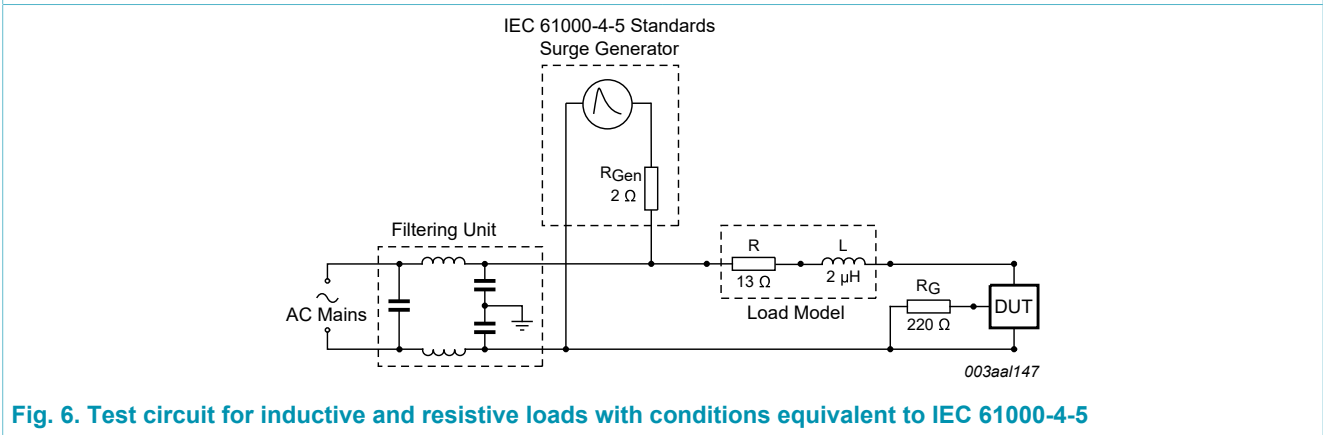 IEC 61000-4-5 Standards
Surge Generator
RGen
2 Ω
Filtering Unit
AC Mains
R
13 Ω
L
2 μH
Load Model
RG
220 Ω
DUT
003aal147
Fig. 6. Test circuit for inductive and resistive loads with conditions equivalent to IEC 61000-4-5